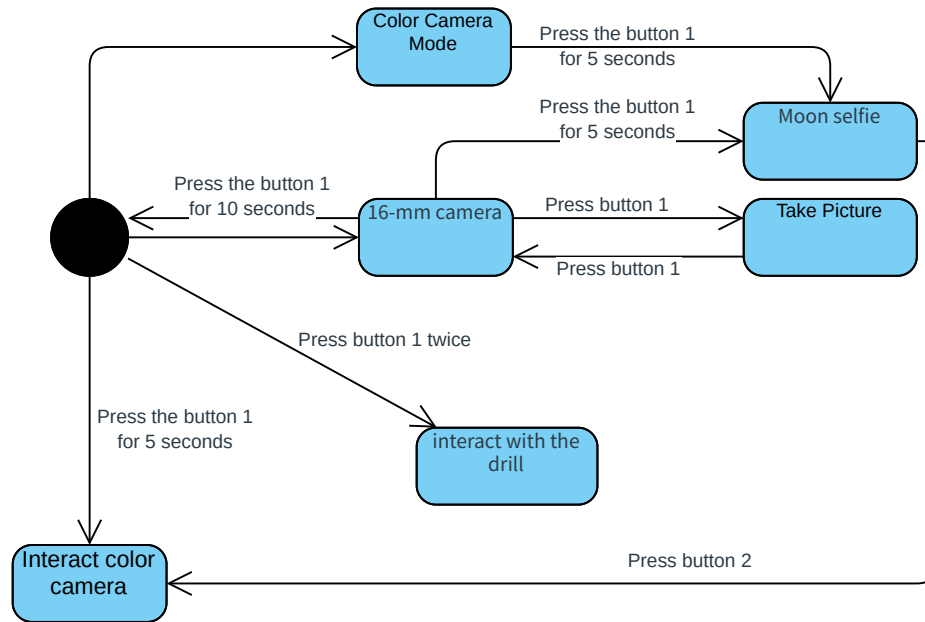 Color Camera
Mode
Press the button 1
for 5 seconds
Press the button 1
for 5 seconds
Moon selfie
Press the button 1
for 10 seconds
16-mm camera
Press button 1
Take Picture
Press button 1
Press button 1 twice
Press the button 1
for 5 seconds
interact with the
drill
Interact color
camera
Press button 2